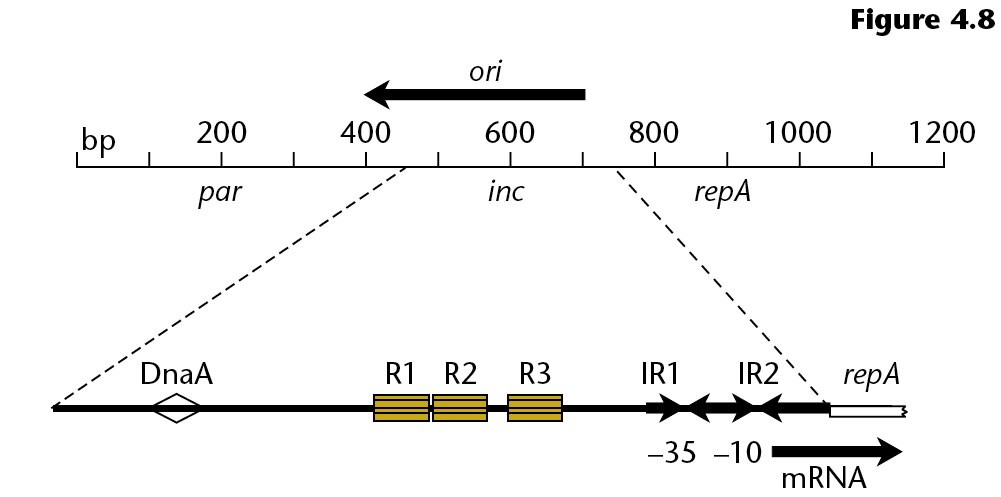 Figure 4.8
ori
bp 200 400 600 800 1000 1200
par inc repA
DnaA R1 R2 R3 IR1 IR2 repA
–35 –10
mRNA